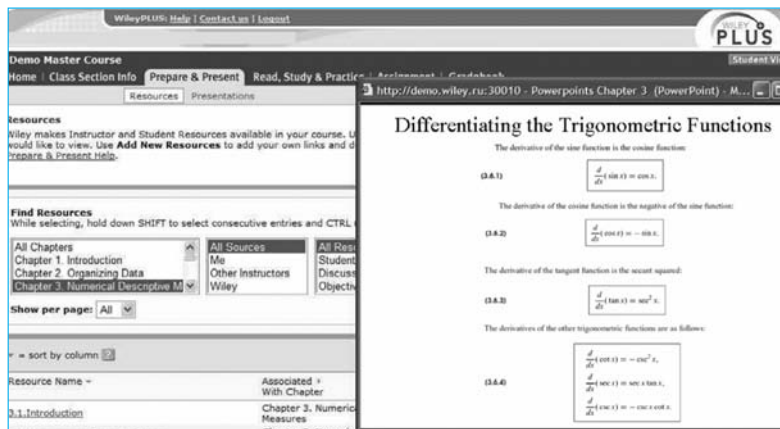 WileyPLUS: Help | Contact us | Logout
WILEY
PLUS
Demo Master Course
Student Vi
Home | Class Section Info | Prepare & Present | Read, Study & Practice
Resources Presentations
Resources
Wiley makes Instructor and Student Resources available in your course. U
would like to view. Use Add New Resources to add your own links and d
Prepare & Present Help.
Find Resources
While selecting, hold down SHIFT to select consecutive entries and CTRL
All Chapters
Chapter 1. Introduction
Chapter 2. Organizing Data
Chapter 3. Numerical Descriptive M
All Sources
Me
Other Instructors
Wiley
All Res
Student
Discuss
Objectiv
Show per page: All
= sort by column ?
Resource Name
Associated
With Chapter
3.1.Introduction
Chapter 3. Numeric
Measures
http://demo.wiley.ru:30010 - Powerpoints Chapter 3 (PowerPoint) - M...
Differentiating the Trigonometric Functions
The derivative of the sine function is the cosine function:
(3.6.1) d/dx (sin x) = cos x.
The derivative of the cosine function is the negative of the sine function:
(3.6.2) d/dx (cos x) = − sin x.
The derivative of the tangent function is the secant squared:
(3.6.3) d/dx (tan x) = sec² x.
The derivatives of the other trigonometric functions are as follows:
d/dx (cot x) = − csc² x,
(3.6.4) d/dx (sec x) = sec x tan x,
d/dx (csc x) = − csc x cot x.